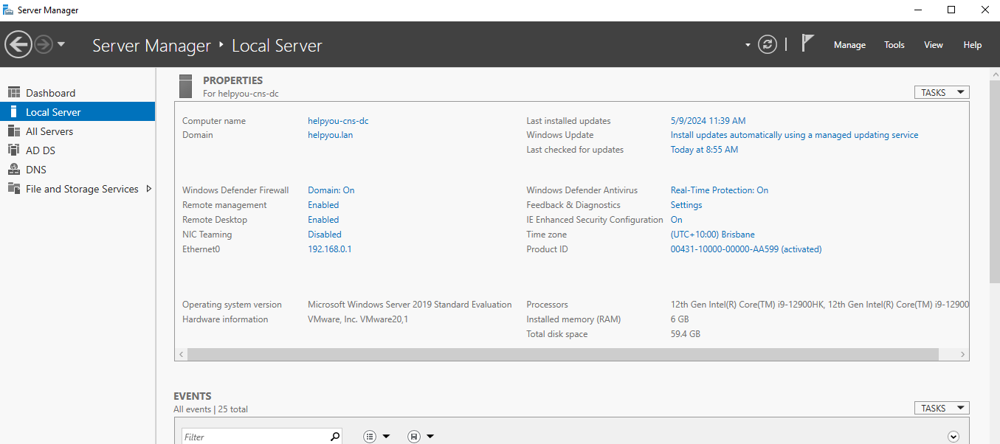 Server Manager
Server Manager ‣ Local Server
Manage Tools View Help
Dashboard
Local Server
All Servers
AD DS
DNS
File and Storage Services
PROPERTIES
For helpyou-cns-dc
TASKS
Computer name helpyou-cns-dc Last installed updates 5/9/2024 11:39 AM
Domain helpyou.lan Windows Update Install updates automatically using a managed updating service
Last checked for updates Today at 8:55 AM
Windows Defender Firewall Domain: On Windows Defender Antivirus Real-Time Protection: On
Remote management Enabled Feedback & Diagnostics Settings
Remote Desktop Enabled IE Enhanced Security Configuration On
NIC Teaming Disabled Time zone (UTC+10:00) Brisbane
Ethernet0 192.168.0.1 Product ID 00431-10000-00000-AA599 (activated)
Operating system version Microsoft Windows Server 2019 Standard Evaluation Processors 12th Gen Intel(R) Core(TM) i9-12900HK, 12th Gen Intel(R) Core(TM) i9-12900
Hardware information VMware, Inc. VMware20,1 Installed memory (RAM) 6 GB
Total disk space 59.4 GB
EVENTS
All events | 25 total
TASKS
Filter